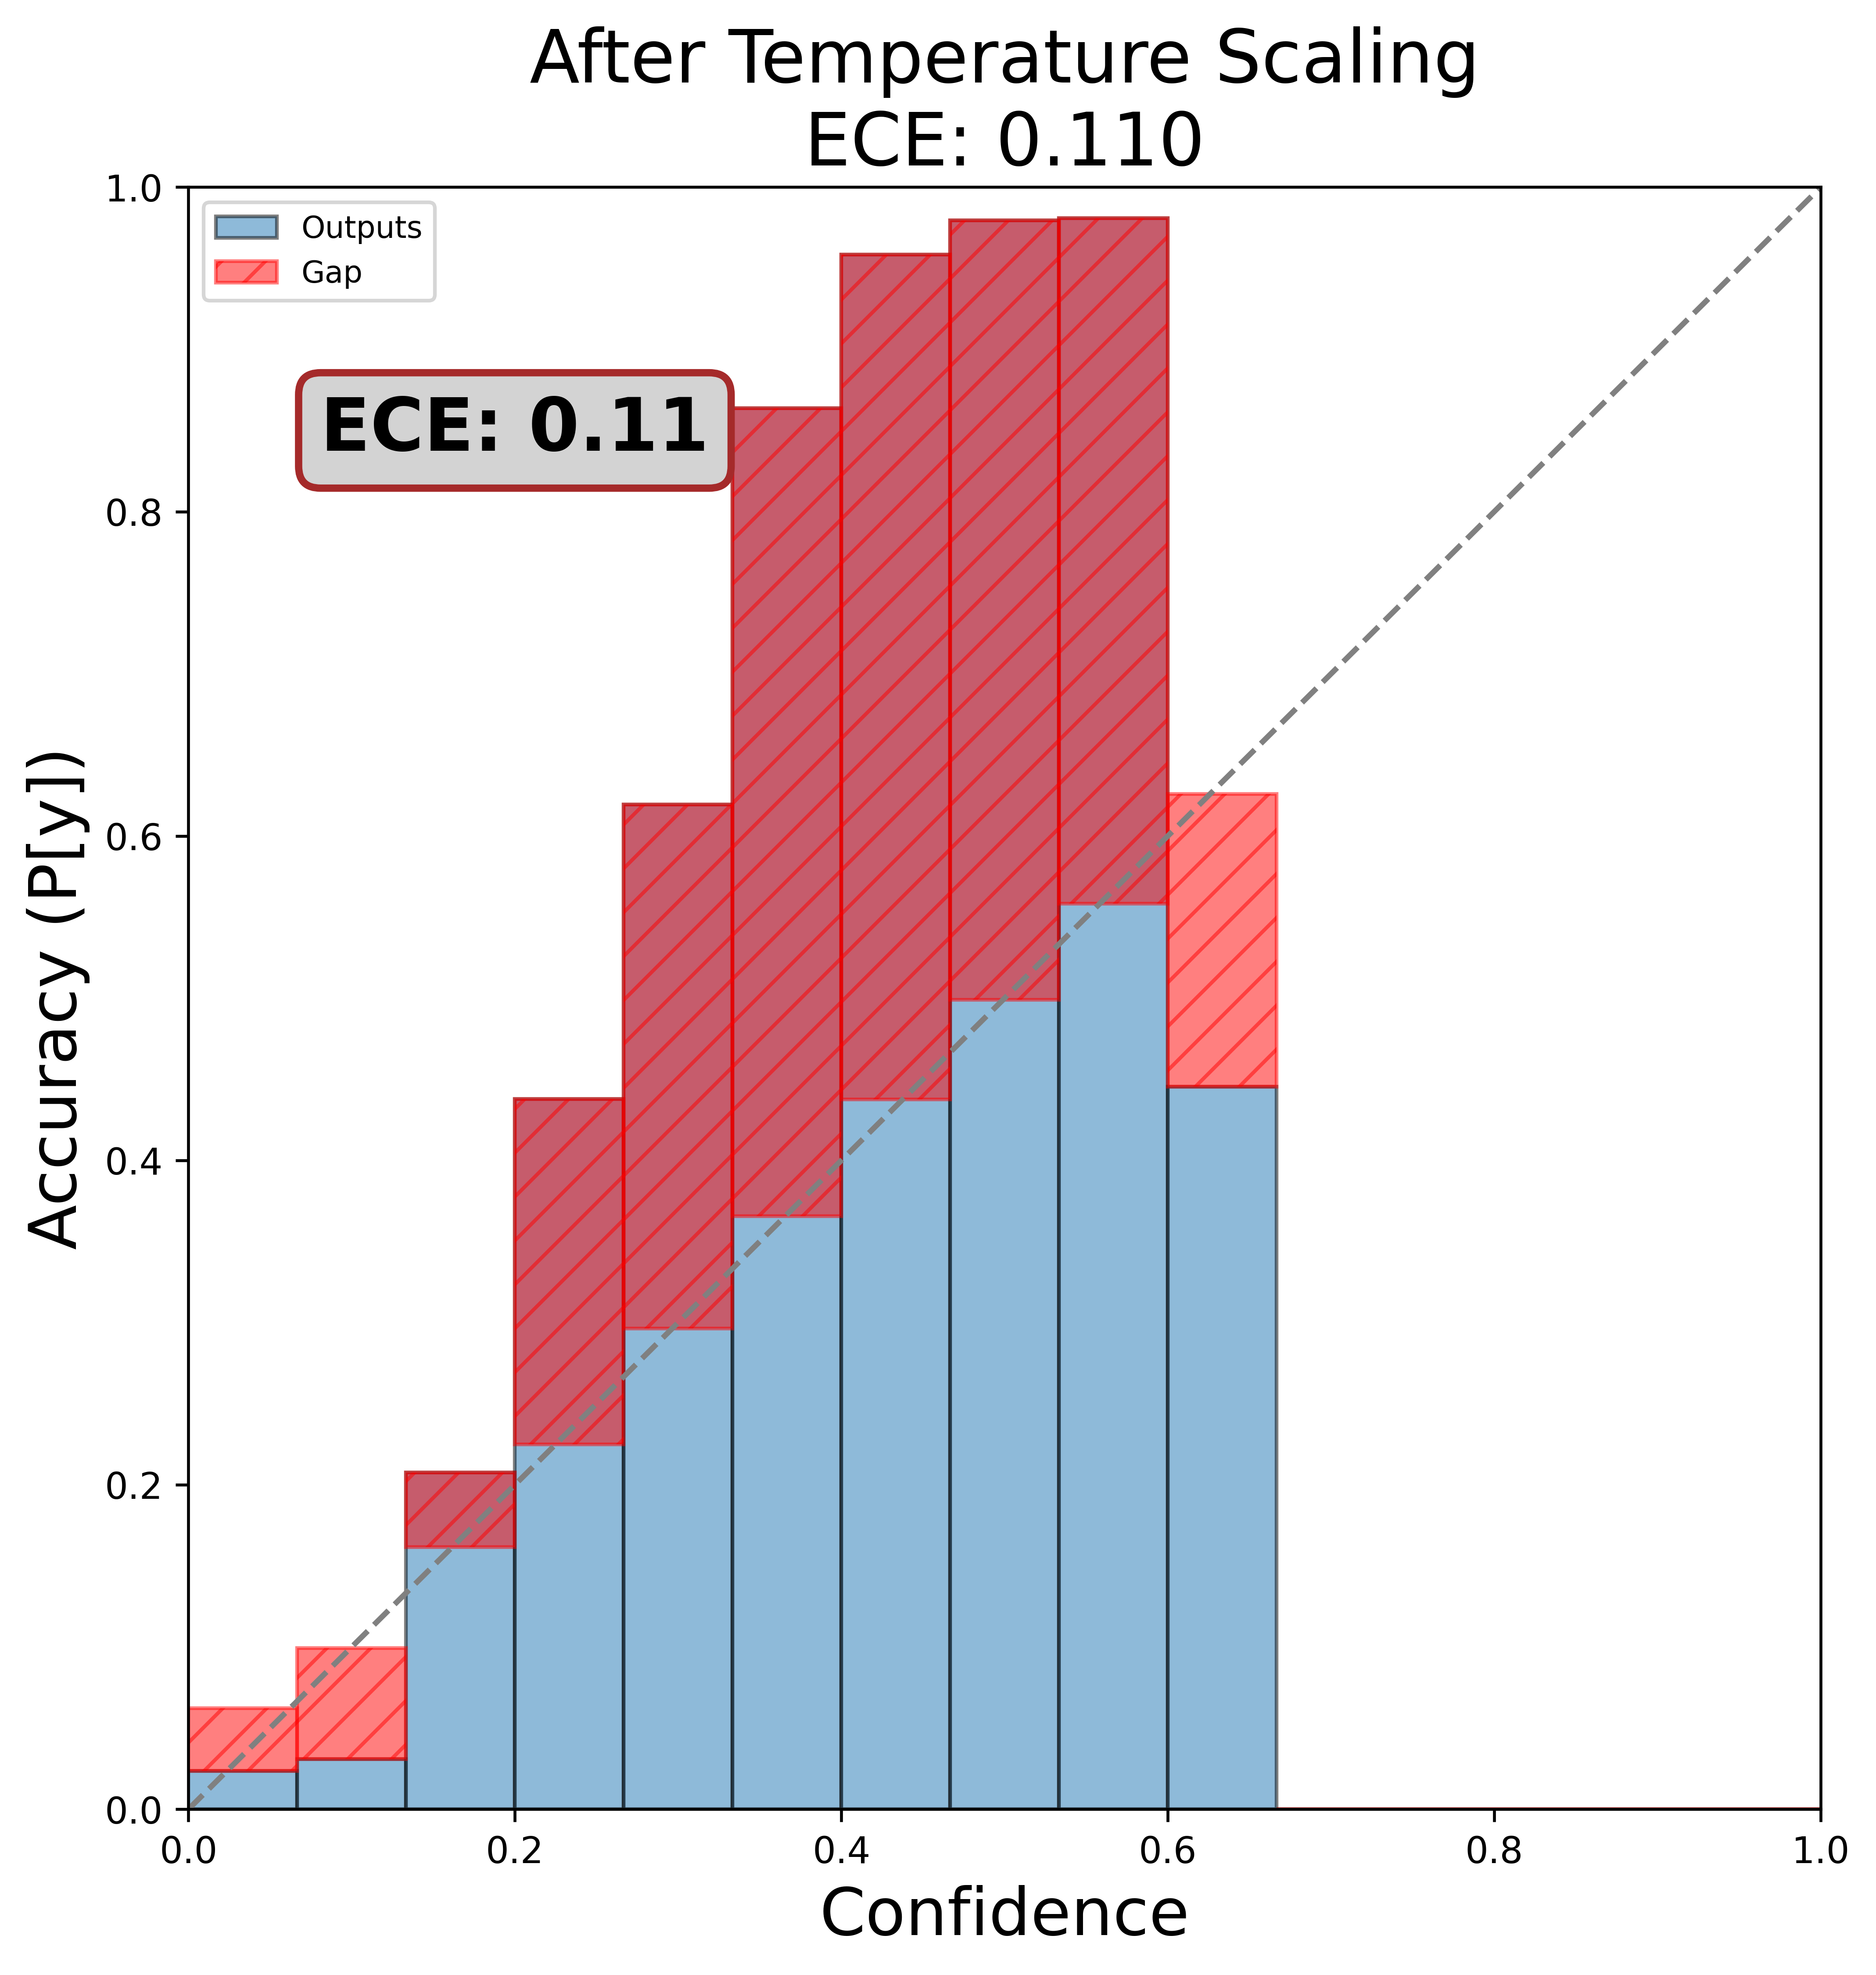 After Temperature Scaling
ECE: 0.110
1.0
Outputs
Gap
ECE: 0.11
0.8
0.6
Accuracy (P[y])
0.4
0.2
0.0
0.0 0.2 0.4 0.6 0.8 1.0
Confidence